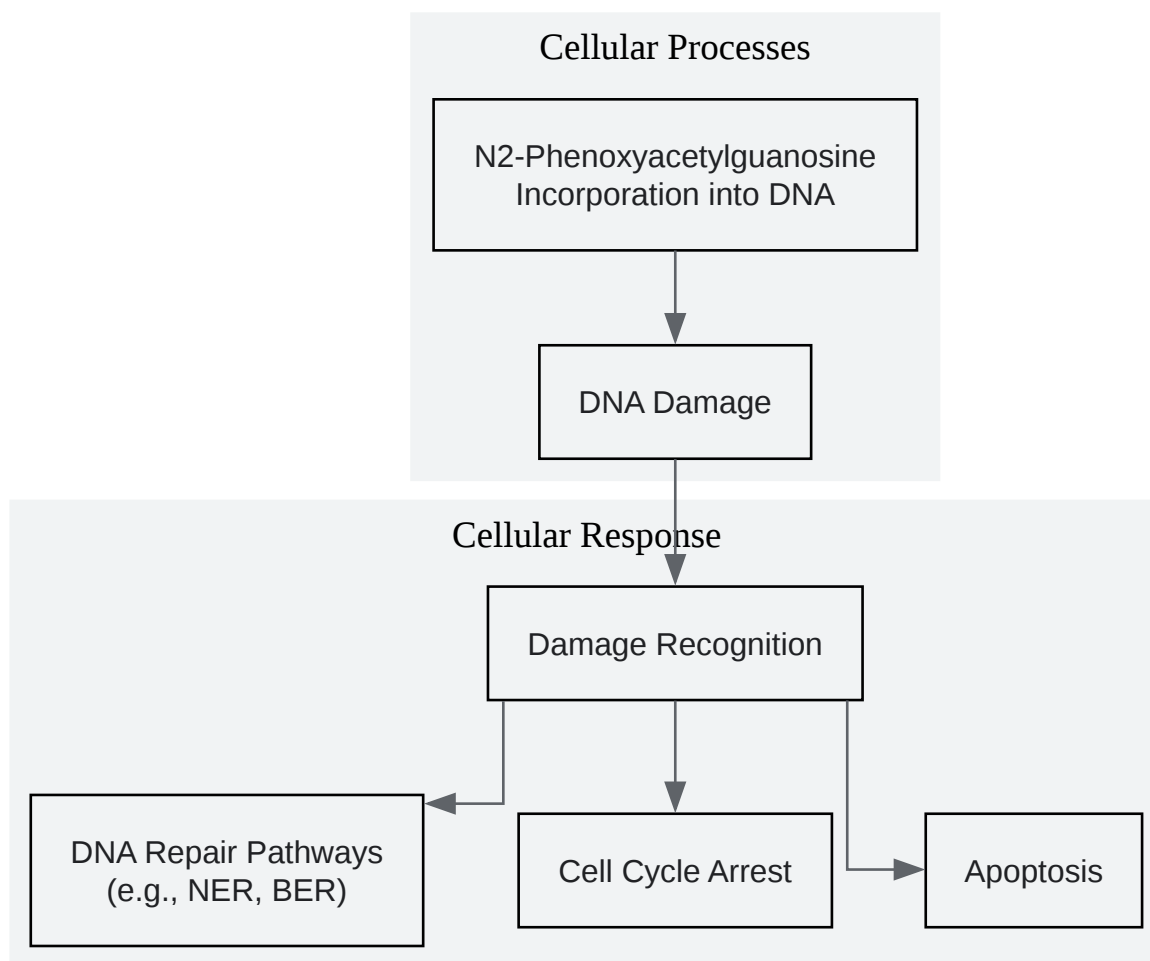 Cellular Processes
N2-Phenoxyacetylguanosine
Incorporation into DNA
DNA Damage
Cellular Response
Damage Recognition
DNA Repair Pathways
(e.g., NER, BER)
Cell Cycle Arrest
Apoptosis